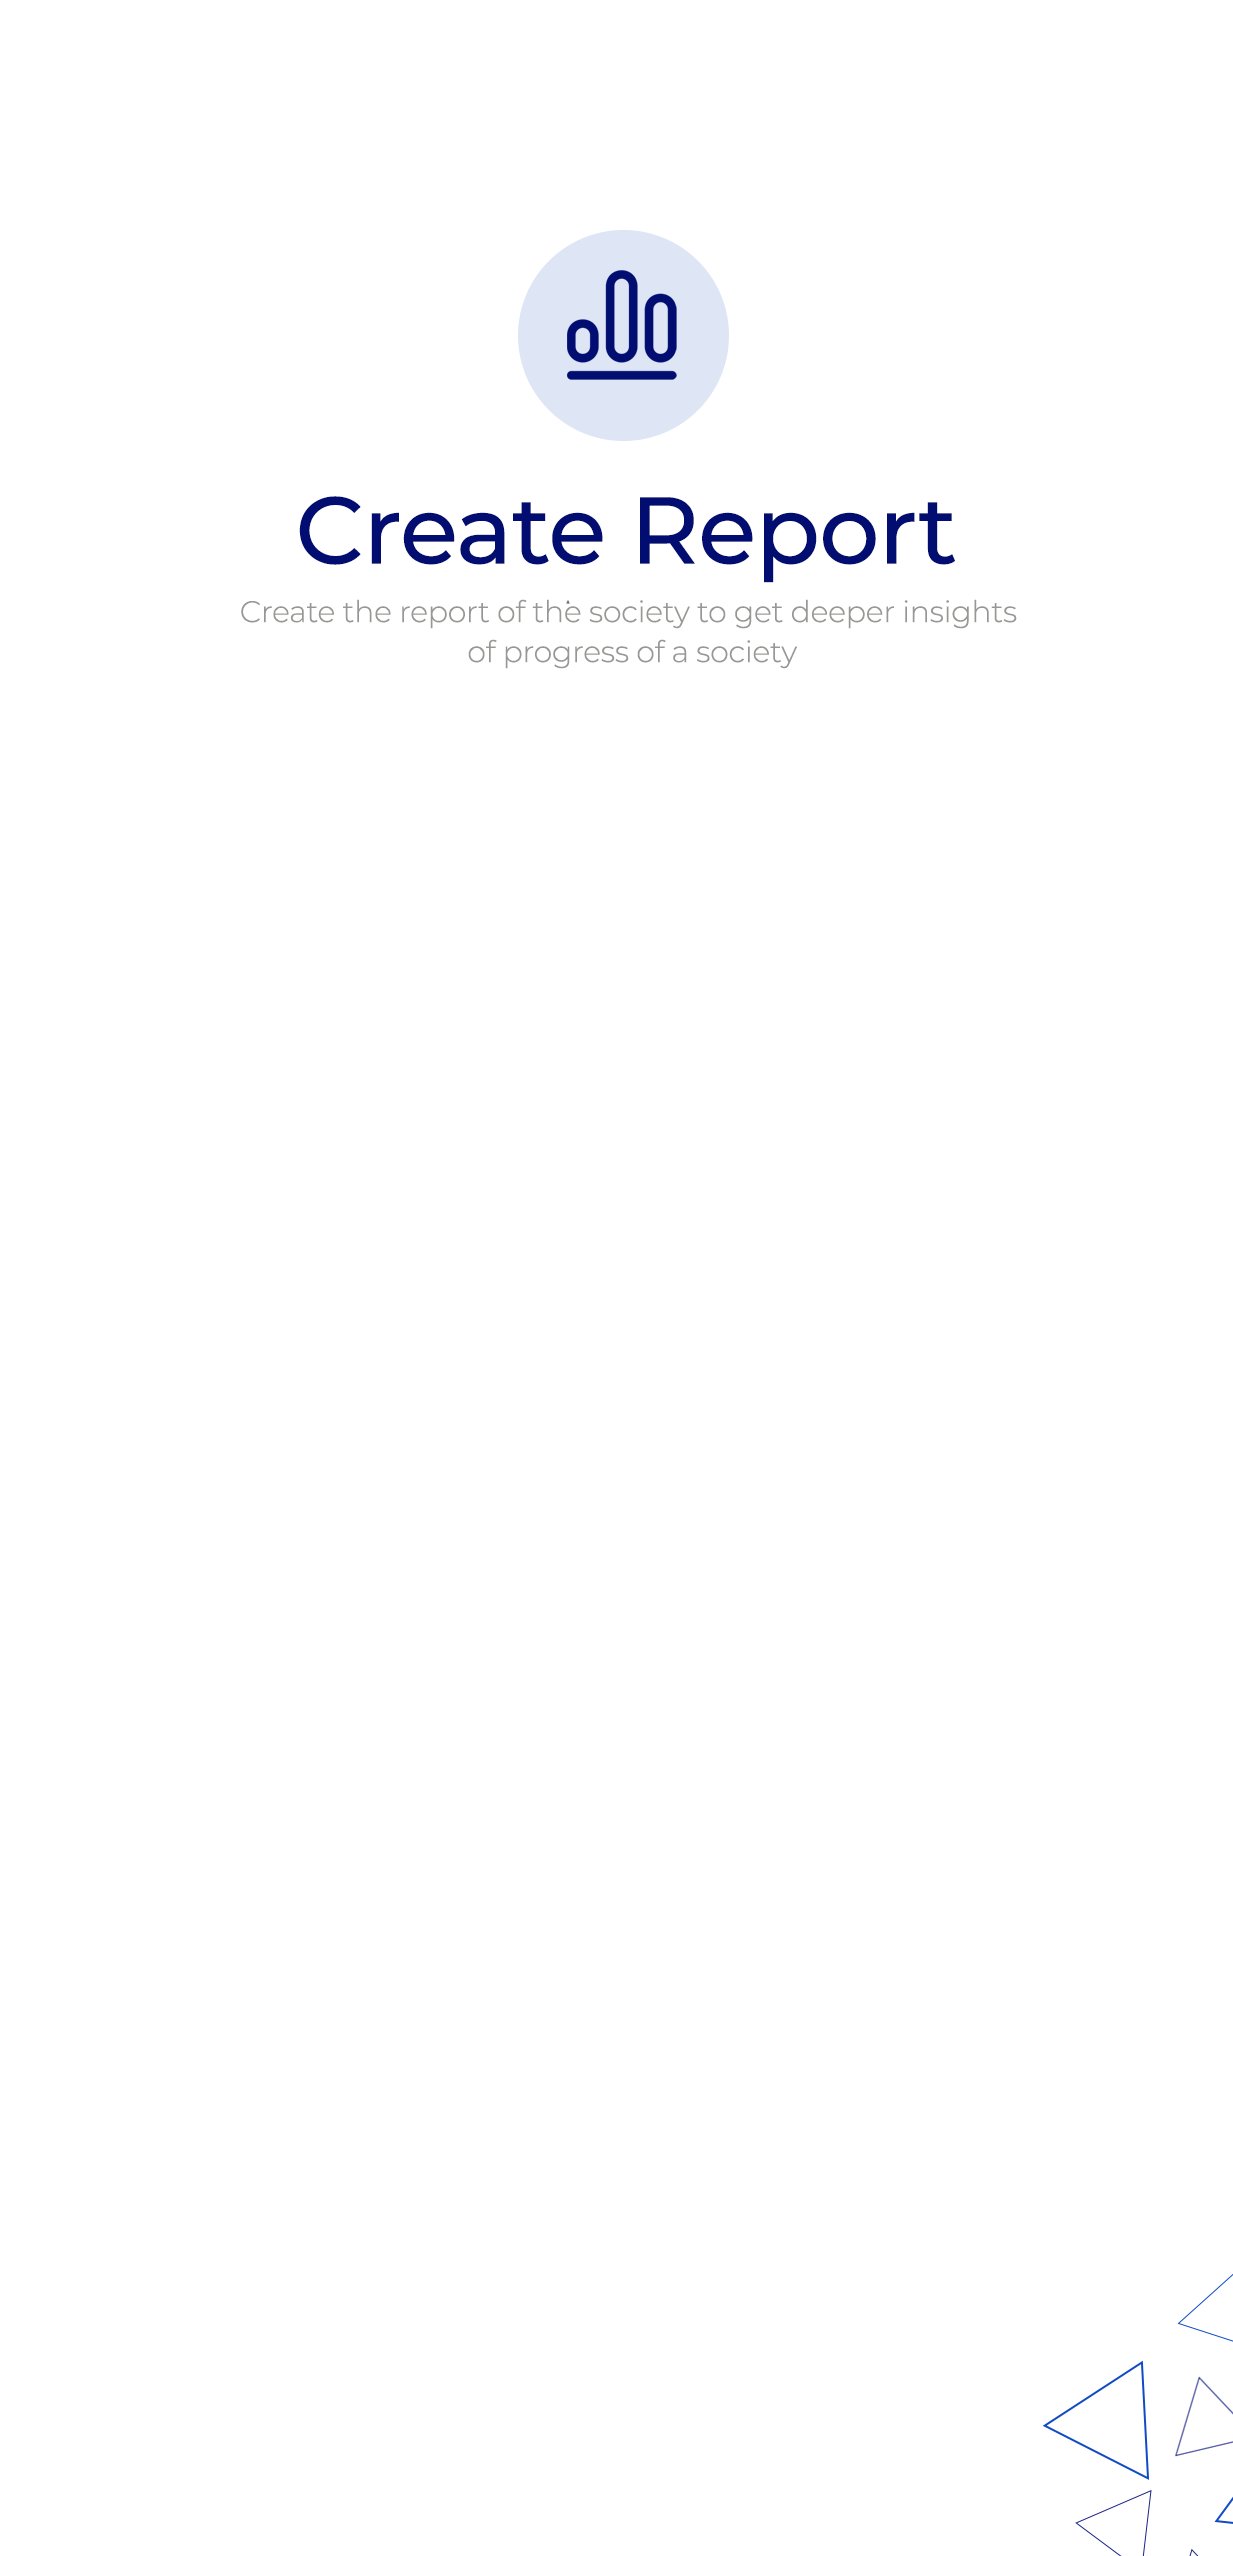 Create Report
Create the report of the society to get deeper insights
of progress of a society